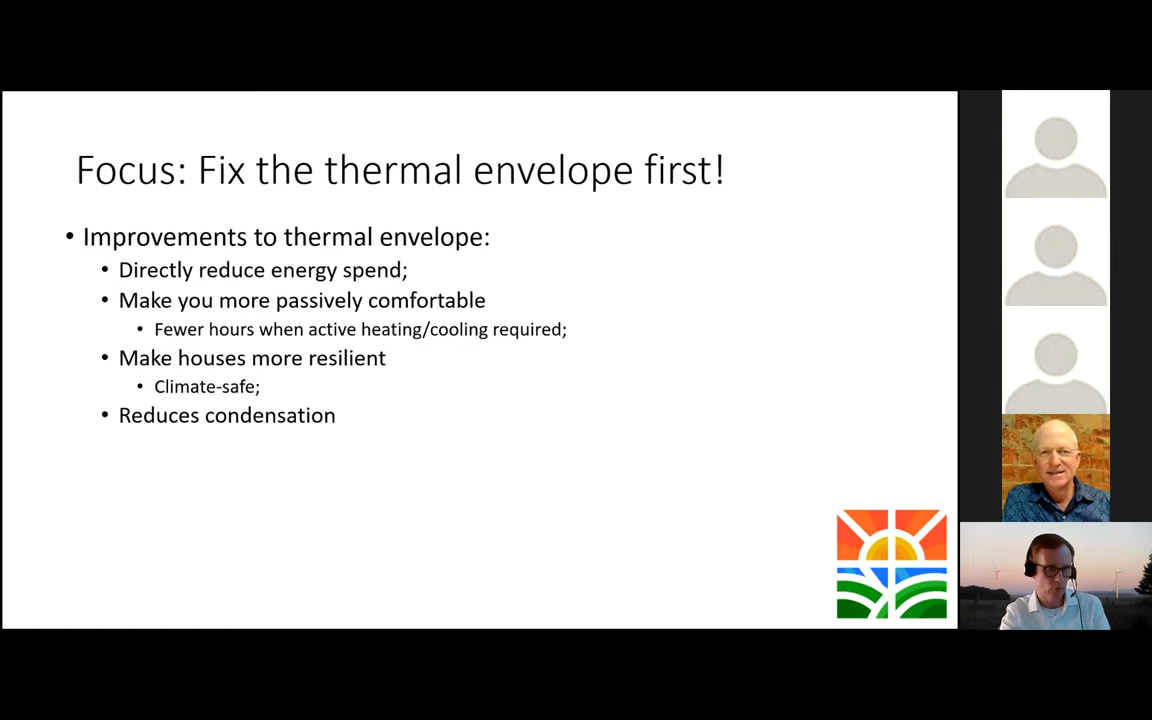 Focus: Fix the thermal envelope first!
• Improvements to thermal envelope:
• Directly reduce energy spend;
• Make you more passively comfortable
• Fewer hours when active heating/cooling required;
• Make houses more resilient
• Climate-safe;
• Reduces condensation